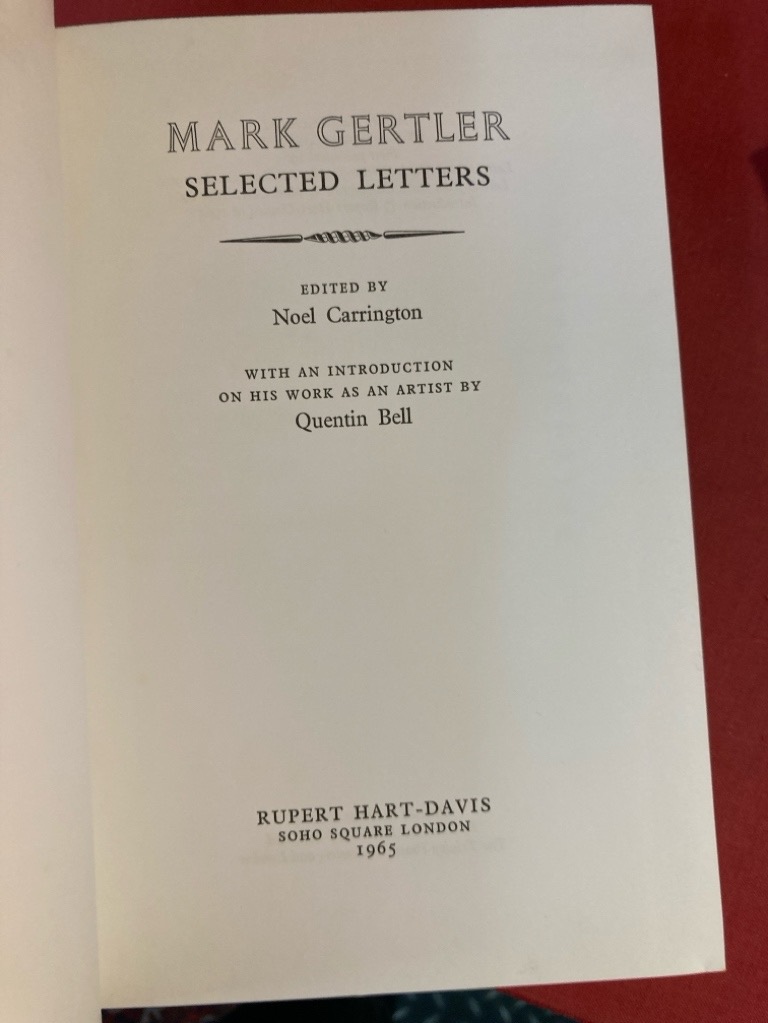 MARK GERTLER
SELECTED LETTERS
EDITED BY
Noel Carrington
WITH AN INTRODUCTION
ON HIS WORK AS AN ARTIST BY
Quentin Bell
RUPERT HART-DAVIS
SOHO SQUARE LONDON
1965